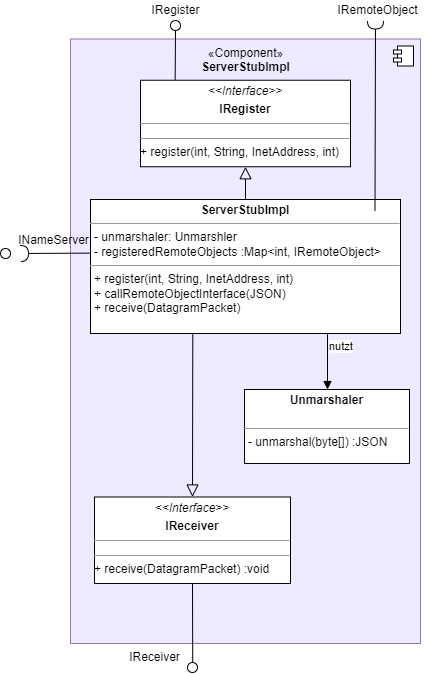 IRegister
IRemoteObject
«Component»
ServerStubImpl
<<Interface>>
IRegister
+ register(int, String, InetAddress, int)
ServerStubImpl
INameServer
- unmarshaler: Unmarshler
- registeredRemoteObjects :Map<int, IRemoteObject>
+ register(int, String, InetAddress, int)
+ callRemoteObjectInterface(JSON)
+ receive(DatagramPacket)
nutzt
Unmarshaler
- unmarshal(byte[]) :JSON
<<Interface>>
IReceiver
+ receive(DatagramPacket) :void
IReceiver